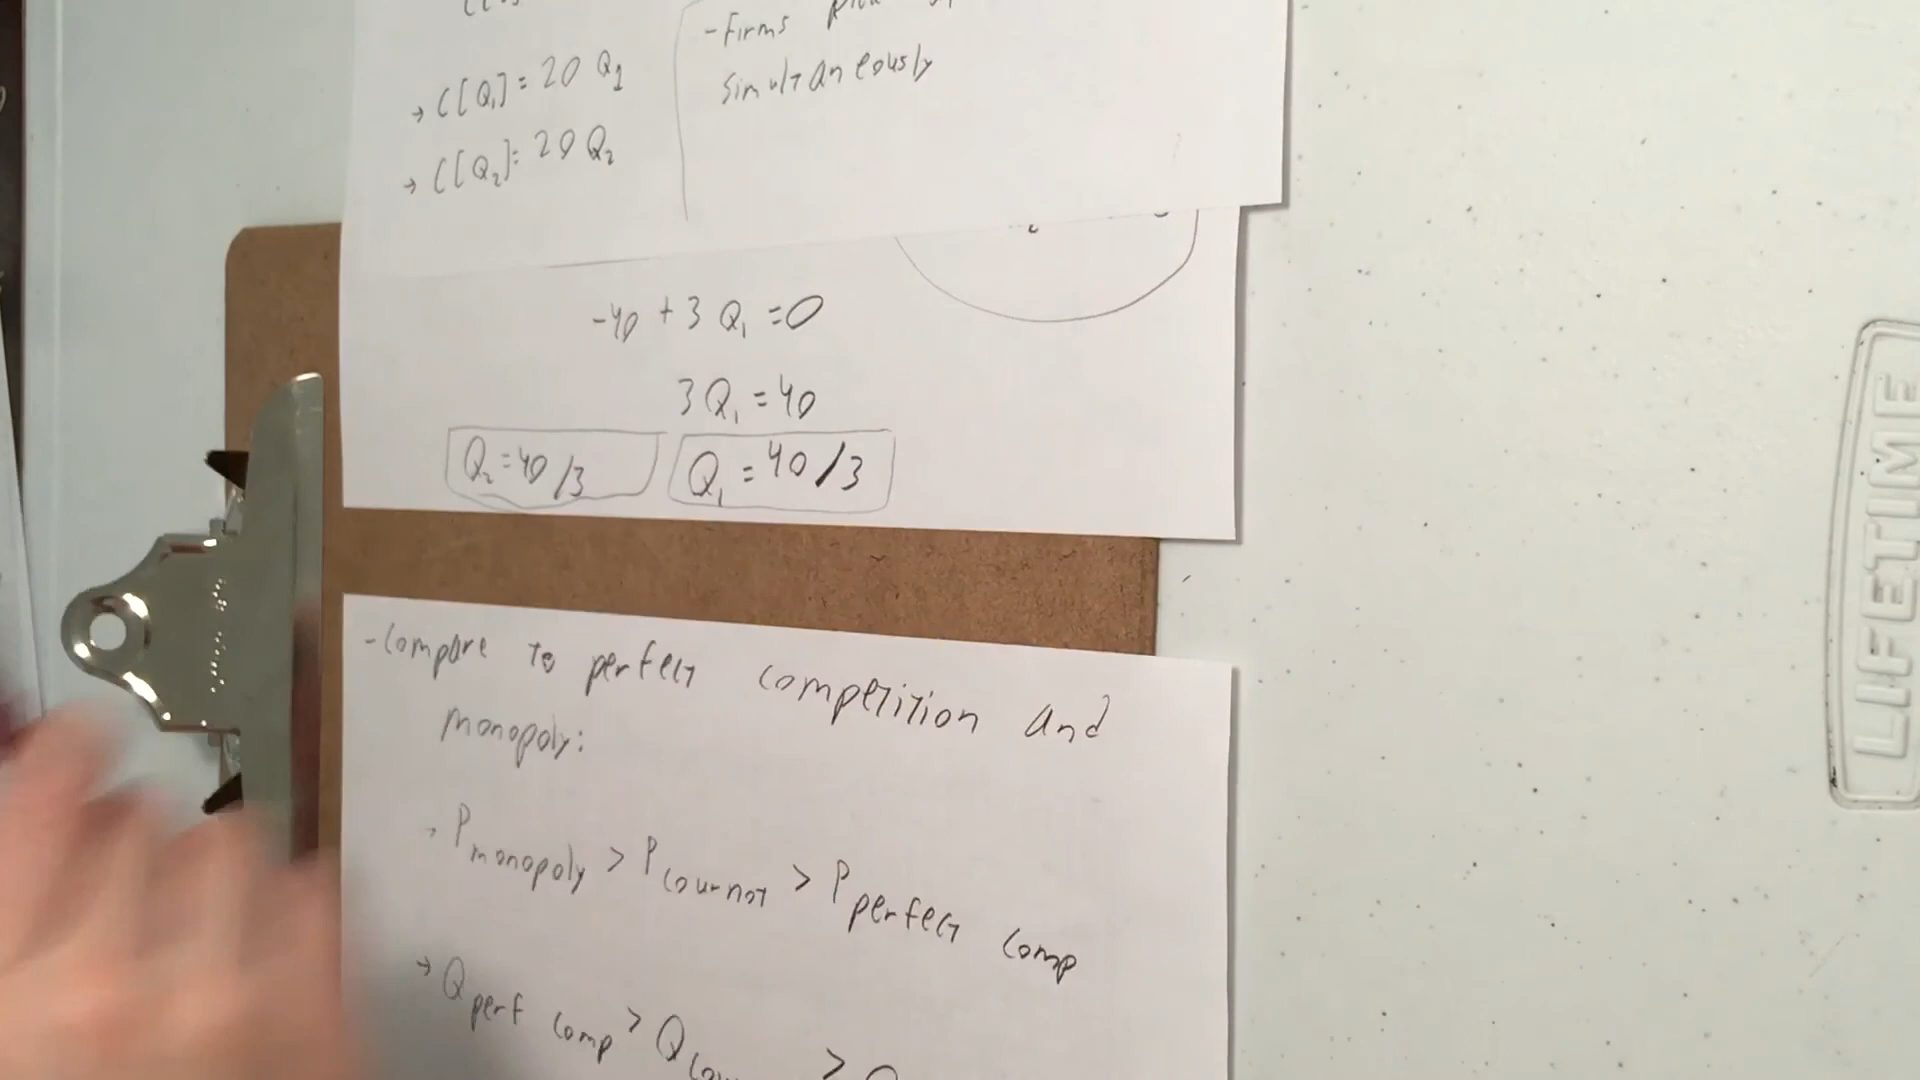 - Firms
simultaneously
→ C[Q₁] = 20 Q₁
→ C[Q₂] = 20 Q₂
-40 + 3 Q₁ = 0
3 Q₁ = 40
Q₂ = 40/3
Q₁ = 40/3
- Compare to perfect competition and
monopoly:
→ P monopoly > P cournot > P perfect comp
→ Q perf comp > Q cou >
LIFETIME